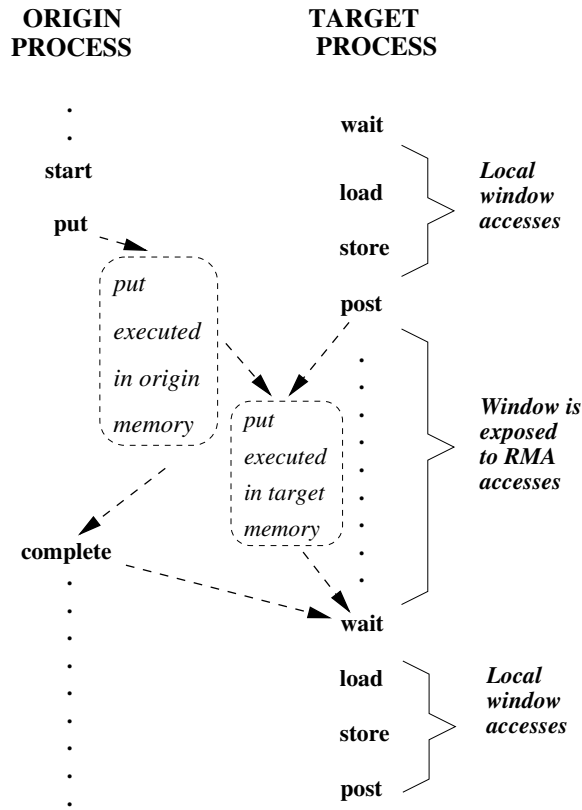 ORIGIN
PROCESS
TARGET
PROCESS
.
.
start
put
put
executed
in origin
memory
complete
.
.
.
.
.
.
.
.
.
wait
load
store
post
.
.
.
.
.
.
.
.
.
put
executed
in target
memory
wait
load
store
post
Local
window
accesses
Window is
exposed
to RMA
accesses
Local
window
accesses